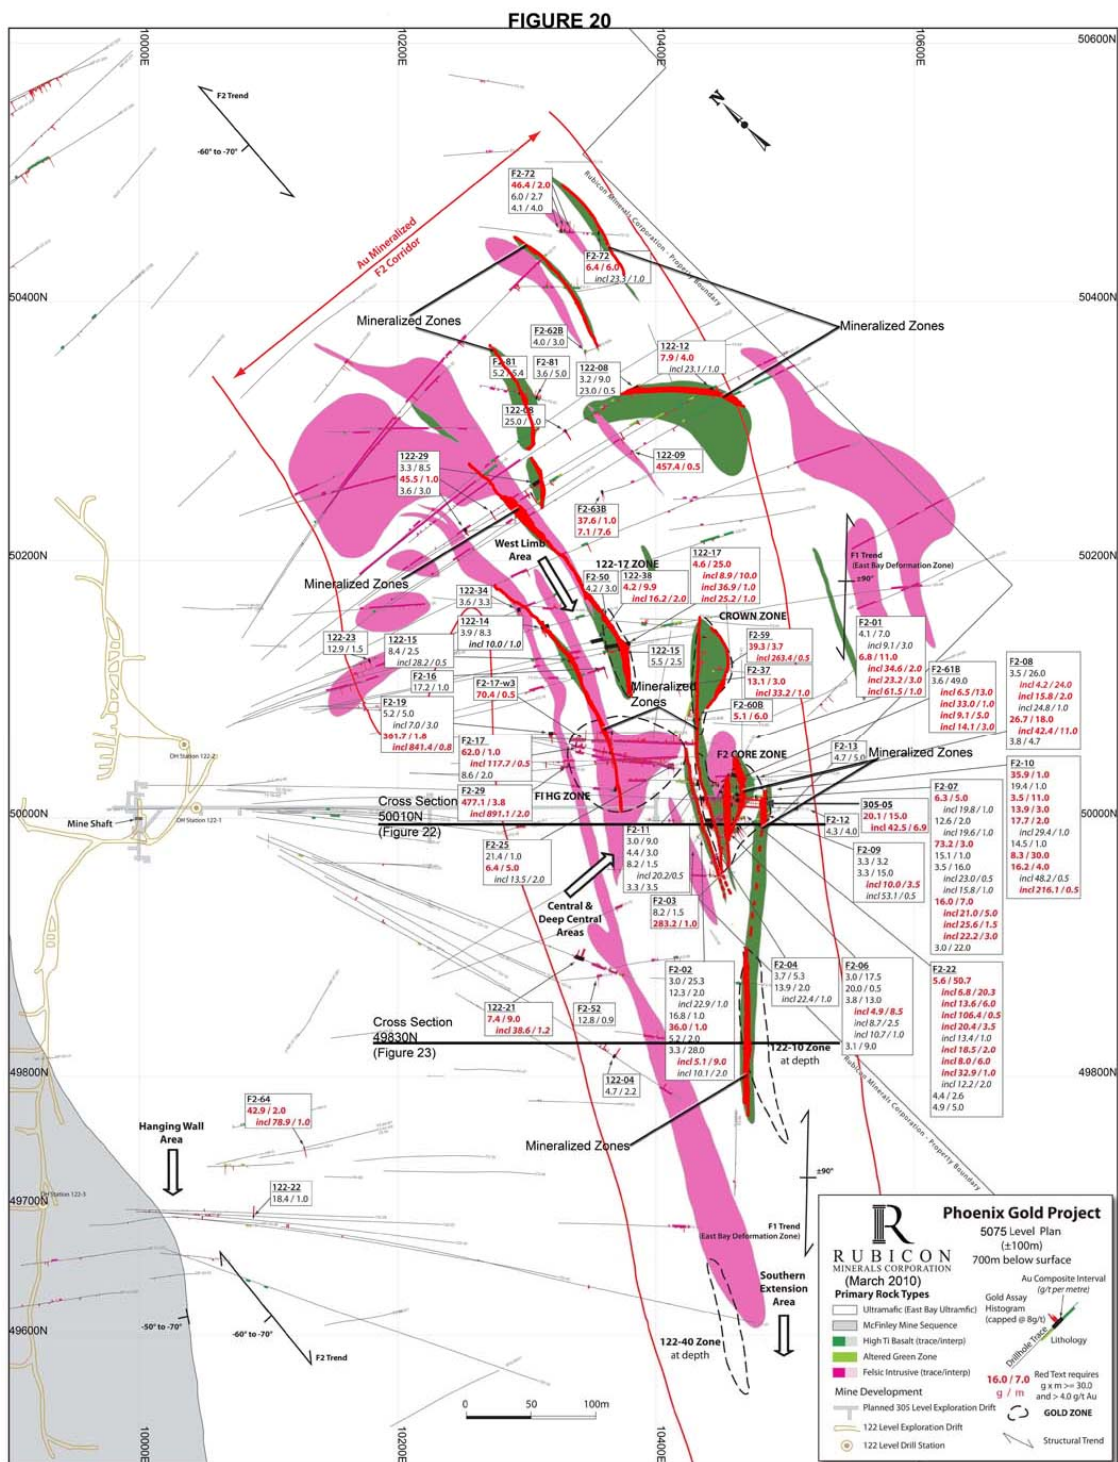 FIGURE 20
10000E
10200E
10400E
10600E
50600N
F2 Trend
-60° to -70°
N
Rubicon Minerals Corporation - Property Boundary
Au Mineralized
F2 Corridor
F2-72
46.4 / 2.0
6.0 / 2.7
4.1 / 4.0
F2-72
6.4 / 6.0
incl 23.3 / 1.0
50400N
50400N
Mineralized Zones
Mineralized Zones
F2-62B
4.0 / 3.0
122-12
7.9 / 4.0
incl 23.1 / 1.0
F2-81
5.2 / 5.4
F2-81
3.6 / 5.0
122-08
3.2 / 9.0
23.0 / 0.5
122-08
122-29
3.3 / 8.5
45.5 / 1.0
3.6 / 3.0
122-09
457.4 / 0.5
F2-63B
37.6 / 1.0
7.1 / 7.6
West Limb
Area
50200N
50200N
F1 Trend
(East Bay Deformation Zone)
±90°
Mineralized Zones
122-17 ZONE
F2-50
4.2 / 3.0
122-38
4.2 / 9.9
incl 16.2 / 2.0
122-17
4.6 / 25.0
incl 8.9 / 10.0
incl 36.9 / 1.0
incl 25.2 / 1.0
122-34
3.6 / 3.3
122-14
3.9 / 8.3
incl 10.0 / 1.0
CROWN ZONE
122-23
12.9 / 1.5
122-15
8.4 / 2.5
incl 28.2 / 0.5
122-15
5.5 / 2.5
F2-59
39.3 / 3.7
incl 263.4 / 0.5
F2-37
13.1 / 3.0
incl 33.2 / 1.0
F2-01
4.1 / 7.0
incl 9.1 / 3.0
6.8 / 11.0
incl 34.6 / 2.0
incl 23.2 / 3.0
incl 61.5 / 1.0
F2-61B
3.6 / 49.0
incl 6.5 / 13.0
incl 33.0 / 1.0
incl 9.1 / 5.0
incl 14.1 / 3.0
F2-08
3.5 / 26.0
incl 4.2 / 24.0
incl 15.8 / 2.0
incl 24.8 / 1.0
26.7 / 18.0
incl 42.4 / 11.0
3.8 / 4.7
F2-16
17.2 / 1.0
F2-17-w3
70.4 / 0.5
Mineralized
Zones
F2-60B
5.1 / 6.0
F2-19
5.2 / 5.0
incl 7.0 / 3.0
361.7 / 1.8
incl 841.4 / 0.8
F2-17
62.0 / 1.0
incl 117.7 / 0.5
8.6 / 2.0
F2-29
477.1 / 3.8
incl 891.1 / 2.0
F2 CORE ZONE
F2-13
4.7 / 5.0
Mineralized Zones
F2-10
35.9 / 1.0
19.4 / 1.0
3.5 / 11.0
13.9 / 3.0
17.7 / 2.0
incl 29.4 / 1.0
14.5 / 1.0
8.3 / 30.0
16.2 / 4.0
incl 48.2 / 0.5
incl 216.1 / 0.5
F2-07
6.3 / 5.0
incl 19.8 / 1.0
12.6 / 2.0
incl 19.6 / 1.0
73.2 / 3.0
15.1 / 1.0
3.5 / 16.0
incl 23.0 / 0.5
incl 15.8 / 1.0
16.0 / 7.0
incl 21.0 / 5.0
incl 25.6 / 1.5
incl 22.2 / 3.0
3.0 / 22.0
DH Station 122-2
DH Station 122-1
Mine Shaft
50000N
50000N
FI HG ZONE
Cross Section
50010N
(Figure 22)
305-05
20.1 / 15.0
incl 42.5 / 6.9
F2-12
4.3 / 4.0
F2-25
21.4 / 1.0
6.4 / 5.0
incl 13.5 / 2.0
F2-11
3.0 / 9.0
4.4 / 3.0
8.2 / 1.5
incl 20.2/0.5
3.3 / 3.5
F2-09
3.3 / 3.2
3.3 / 15.0
incl 10.0 / 3.5
incl 53.1 / 0.5
Central &
Deep Central
Areas
F2-03
8.2 / 1.5
283.2 / 1.0
122-21
7.4 / 9.0
incl 38.6 / 1.2
F2-52
12.8 / 0.9
F2-02
3.0 / 25.3
12.3 / 2.0
incl 22.9 / 1.0
16.8 / 1.0
36.0 / 1.0
5.2 / 2.0
3.3 / 28.0
incl 5.1 / 9.0
incl 10.1 / 2.0
F2-04
3.7 / 5.3
13.9 / 2.0
incl 22.4 / 1.0
F2-06
3.0 / 17.5
20.0 / 0.5
3.8 / 13.0
incl 4.9 / 8.5
incl 8.7 / 2.5
incl 10.7 / 1.0
3.1 / 9.0
F2-22
5.6 / 50.7
incl 6.8 / 20.3
incl 13.6 / 6.0
incl 106.4 / 0.5
incl 20.4 / 3.5
incl 13.4 / 1.0
incl 18.5 / 2.0
incl 8.0 / 6.0
incl 32.9 / 1.0
incl 12.2 / 2.0
4.4 / 2.6
4.9 / 5.0
Cross Section
49830N
(Figure 23)
122-10 Zone
at depth
122-04
4.7 / 2.2
49800N
49800N
Rubicon Minerals Corporation - Property Boundary
F2-64
42.9 / 2.0
incl 78.9 / 1.0
Hanging Wall
Area
Mineralized Zones
±90°
DH Station 122-3
122-22
18.4 / 1.0
49700N
F1 Trend
(East Bay Deformation Zone)
Southern
Extension
Area
-50° to -70°
-60° to -70°
F2 Trend
49600N
122-40 Zone
at depth
0 50 100m
10000E
10200E
10400E
R
RUBICON
MINERALS CORPORATION
(March 2010)
Phoenix Gold Project
5075 Level Plan
(±100m)
700m below surface
Primary Rock Types
Ultramafic (East Bay Ultramfic)
McFinley Mine Sequence
High Ti Basalt (trace/interp)
Altered Green Zone
Felsic Intrusive (trace/interp)
Mine Development
Planned 305 Level Exploration Drift
122 Level Exploration Drift
122 Level Drill Station
Au Composite Interval
(g/t per metre)
Gold Assay
Histogram
(capped @ 8g/t)
Drillhole Trace
Lithology
16.0 / 7.0
g / m
Red Text requires
g x m >= 30.0
and > 4.0 g/t Au
GOLD ZONE
Structural Trend